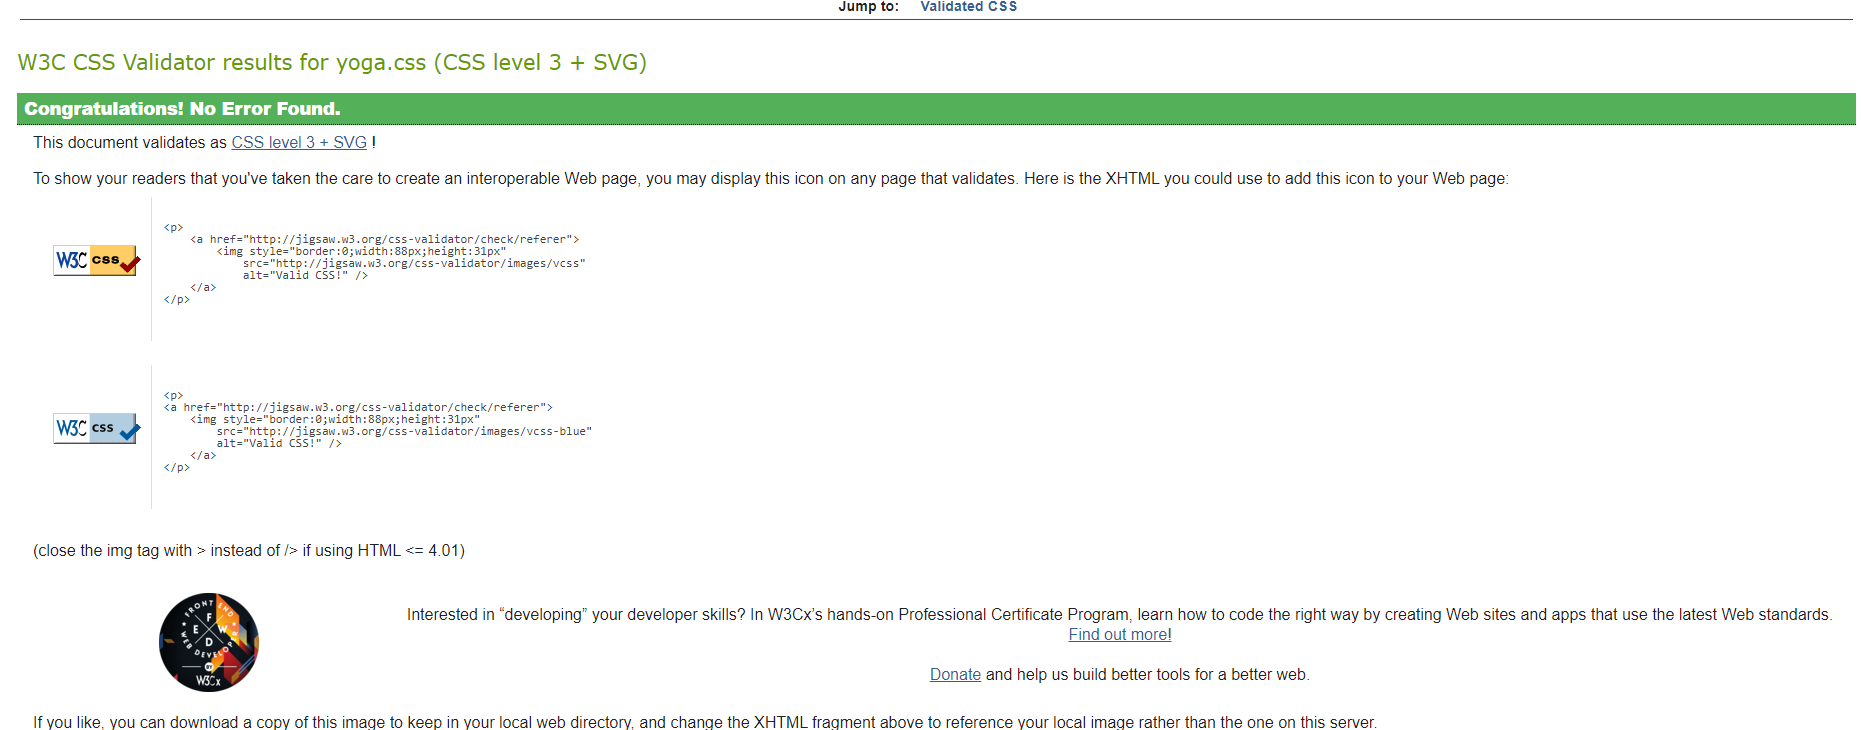 Jump to: Validated CSS
W3C CSS Validator results for yoga.css (CSS level 3 + SVG)
Congratulations! No Error Found.
This document validates as CSS level 3 + SVG !
To show your readers that you've taken the care to create an interoperable Web page, you may display this icon on any page that validates. Here is the XHTML you could use to add this icon to your Web page:
W3C css
<p>
<a href="http://jigsaw.w3.org/css-validator/check/referer">
<img style="border:0;width:88px;height:31px"
src="http://jigsaw.w3.org/css-validator/images/vcss"
alt="Valid CSS!" />
</a>
</p>
W3C css
<p>
<a href="http://jigsaw.w3.org/css-validator/check/referer">
<img style="border:0;width:88px;height:31px"
src="http://jigsaw.w3.org/css-validator/images/vcss-blue"
alt="Valid CSS!" />
</a>
</p>
(close the img tag with > instead of /> if using HTML <= 4.01)
FRONT END
F
E W
D
WEB DEVELOPER
BY
W3Cx
Interested in “developing” your developer skills? In W3Cx’s hands-on Professional Certificate Program, learn how to code the right way by creating Web sites and apps that use the latest Web standards.
Find out more!
Donate and help us build better tools for a better web.
If you like, you can download a copy of this image to keep in your local web directory, and change the XHTML fragment above to reference your local image rather than the one on this server.